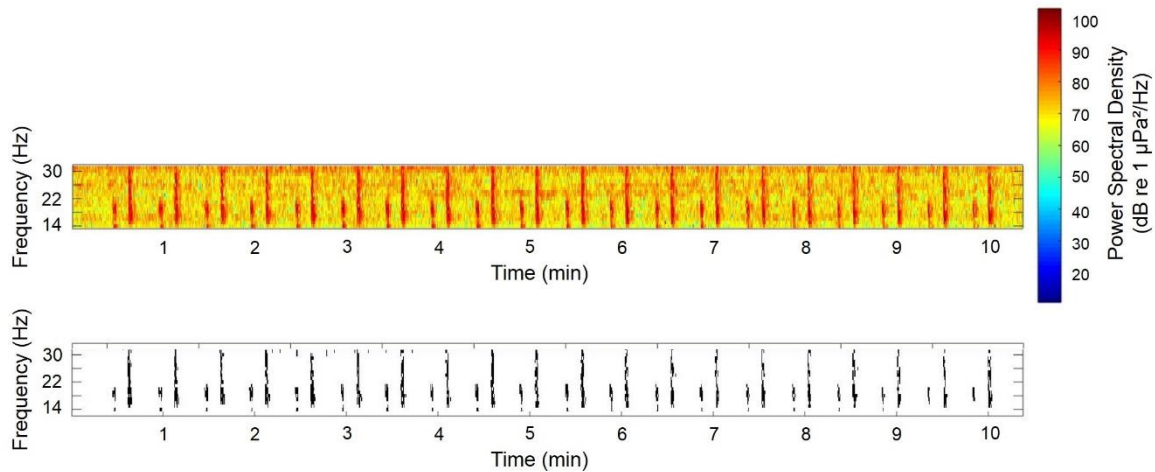 100
90
80
70
60
50
40
30
20
Power Spectral Density
(dB re 1 µPa²/Hz)
Frequency (Hz)
30
22
14
1 2 3 4 5 6 7 8 9 10
Time (min)
Frequency (Hz)
30
22
14
1 2 3 4 5 6 7 8 9 10
Time (min)